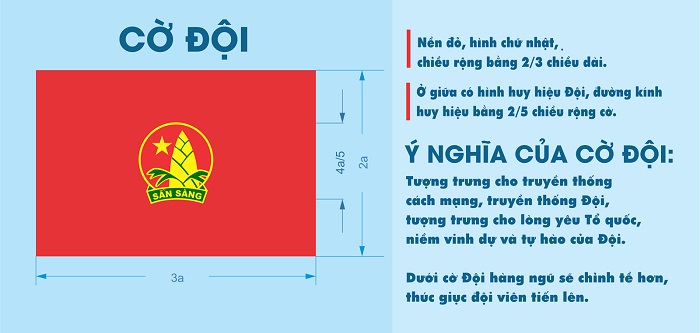 CỜ ĐỘI
SẴN SÀNG
4a/5
2a
3a
Nền đỏ, hình chữ nhật,
chiều rộng bằng 2/3 chiều dài.
Ở giữa có hình huy hiệu Đội, đường kính
huy hiệu bằng 2/5 chiều rộng cờ.
Ý NGHĨA CỦA CỜ ĐỘI:
Tượng trưng cho truyền thống
cách mạng, truyền thống Đội,
tượng trưng cho lòng yêu Tổ quốc,
niềm vinh dự và tự hào của Đội.
Dưới cờ Đội hàng ngũ sẽ chỉnh tề hơn,
thúc giục đội viên tiến lên.